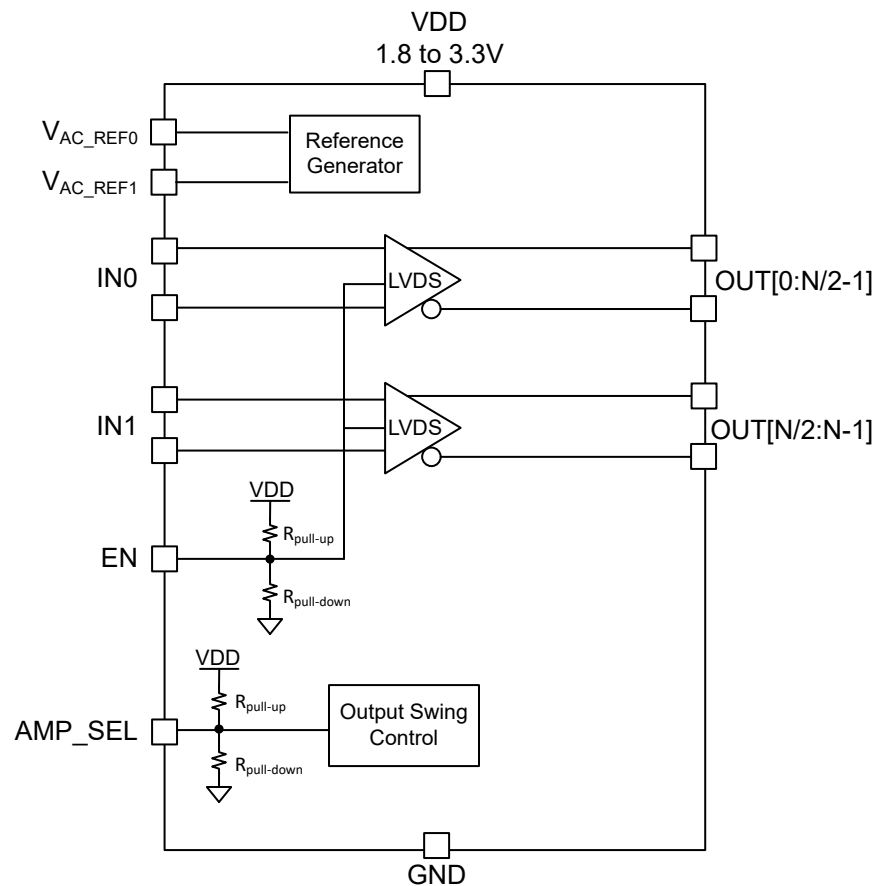 VDD
1.8 to 3.3V
VAC_REF0
Reference
Generator
VAC_REF1
IN0
LVDS
OUT[0:N/2-1]
IN1
LVDS
OUT[N/2:N-1]
VDD
Rpull-up
EN
Rpull-down
VDD
Rpull-up
AMP_SEL
Output Swing
Control
Rpull-down
GND